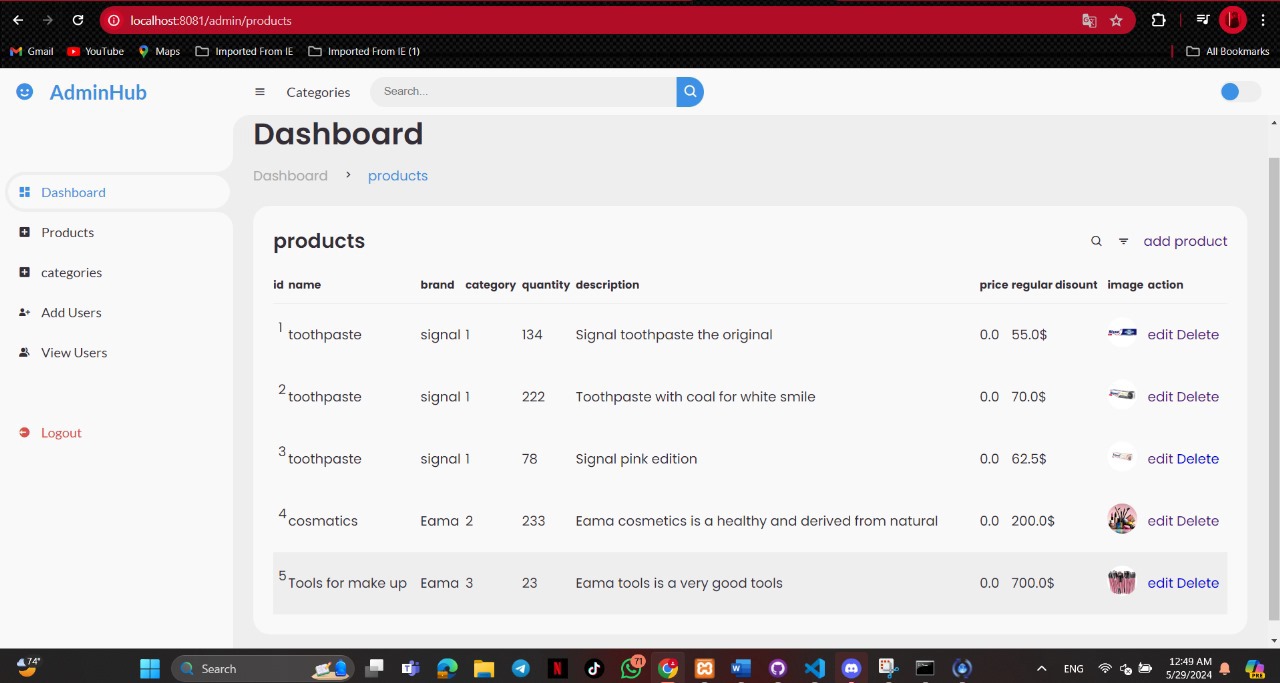 localhost:8081/admin/products
Gmail YouTube Maps Imported From IE Imported From IE (1) All Bookmarks
AdminHub Categories Search...
Dashboard
Dashboard > products
Dashboard
Products
categories
Add Users
View Users
Logout
products add product
id name brand category quantity description price regular disount image action
1 toothpaste signal 1 134 Signal toothpaste the original 0.0 55.0$ edit Delete
2 toothpaste signal 1 222 Toothpaste with coal for white smile 0.0 70.0$ edit Delete
3 toothpaste signal 1 78 Signal pink edition 0.0 62.5$ edit Delete
4 cosmatics Eama 2 233 Eama cosmetics is a healthy and derived from natural 0.0 200.0$ edit Delete
5 Tools for make up Eama 3 23 Eama tools is a very good tools 0.0 700.0$ edit Delete
74° Search 71 ENG 12:49 AM
5/29/2024